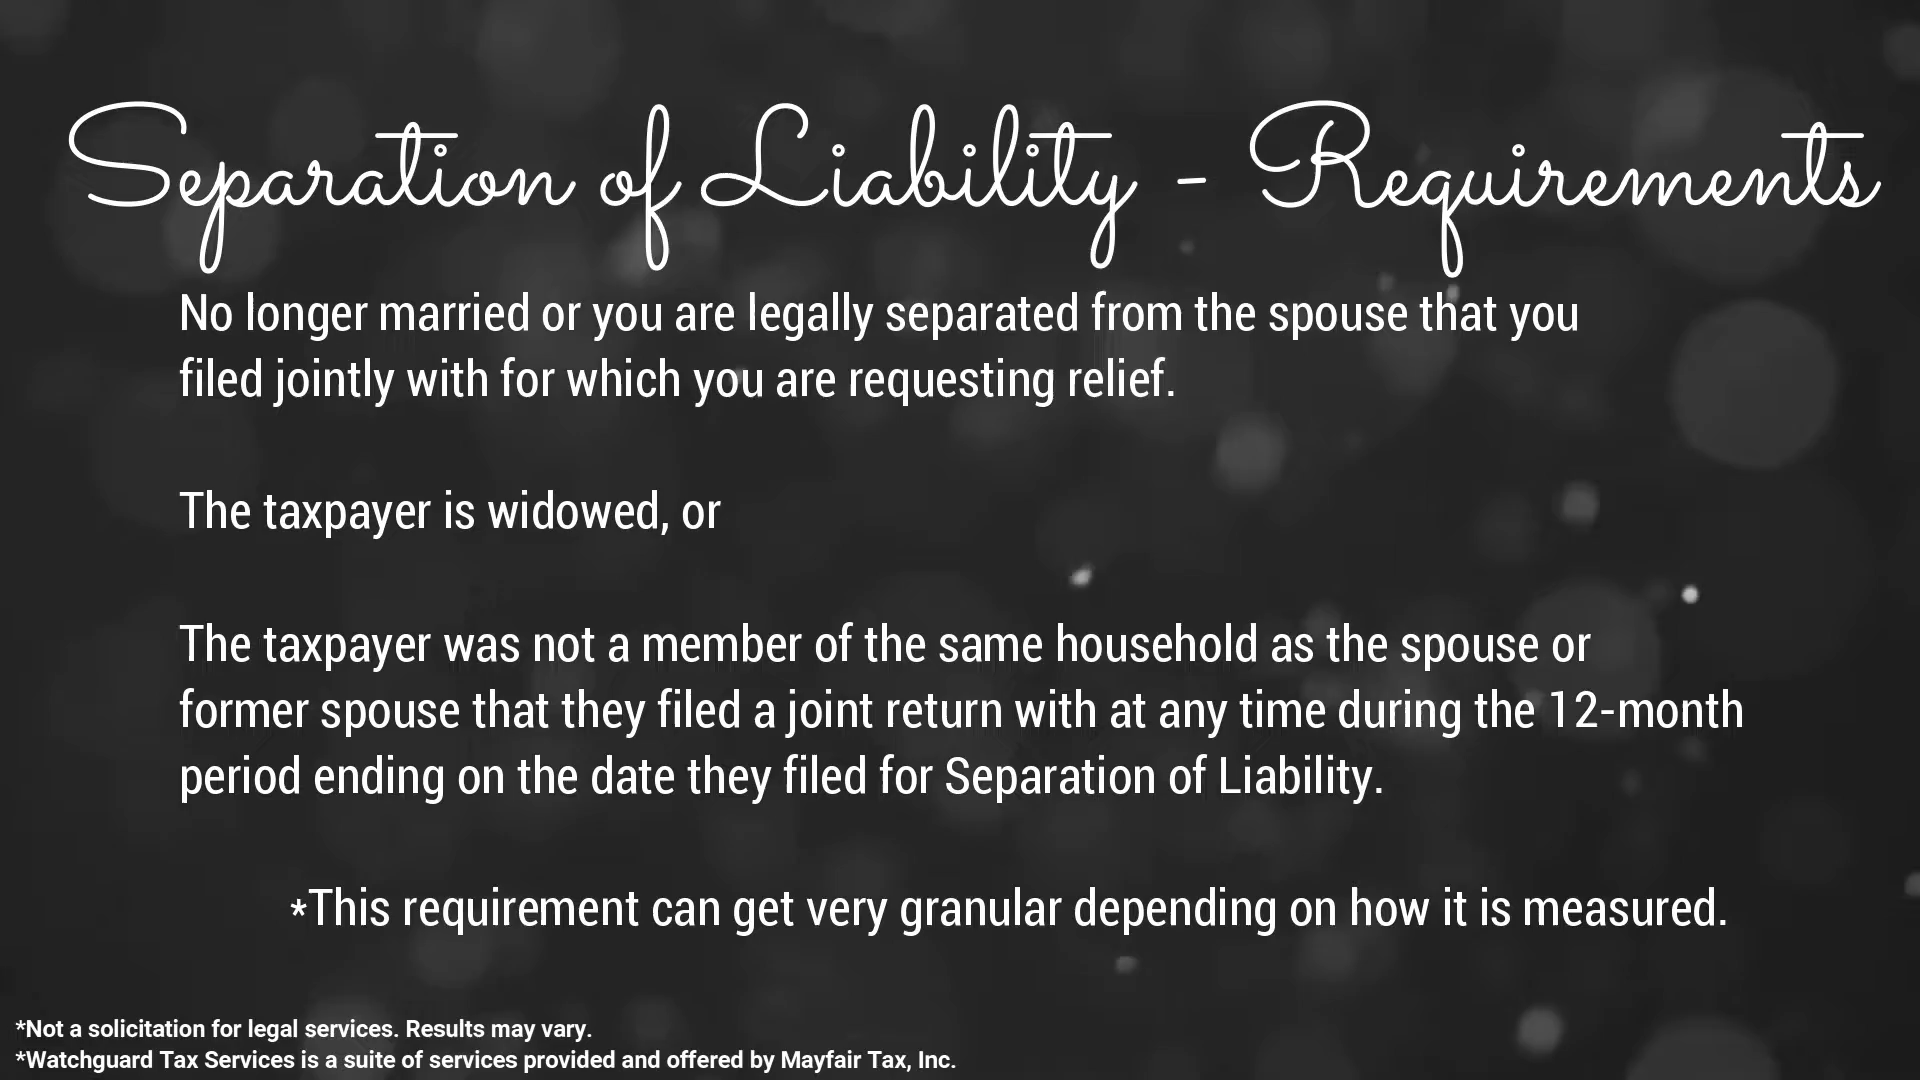 Separation of Liability - Requirements
No longer married or you are legally separated from the spouse that you
filed jointly with for which you are requesting relief.
The taxpayer is widowed, or
The taxpayer was not a member of the same household as the spouse or
former spouse that they filed a joint return with at any time during the 12-month
period ending on the date they filed for Separation of Liability.
*This requirement can get very granular depending on how it is measured.
*Not a solicitation for legal services. Results may vary.
*Watchguard Tax Services is a suite of services provided and offered by Mayfair Tax, Inc.